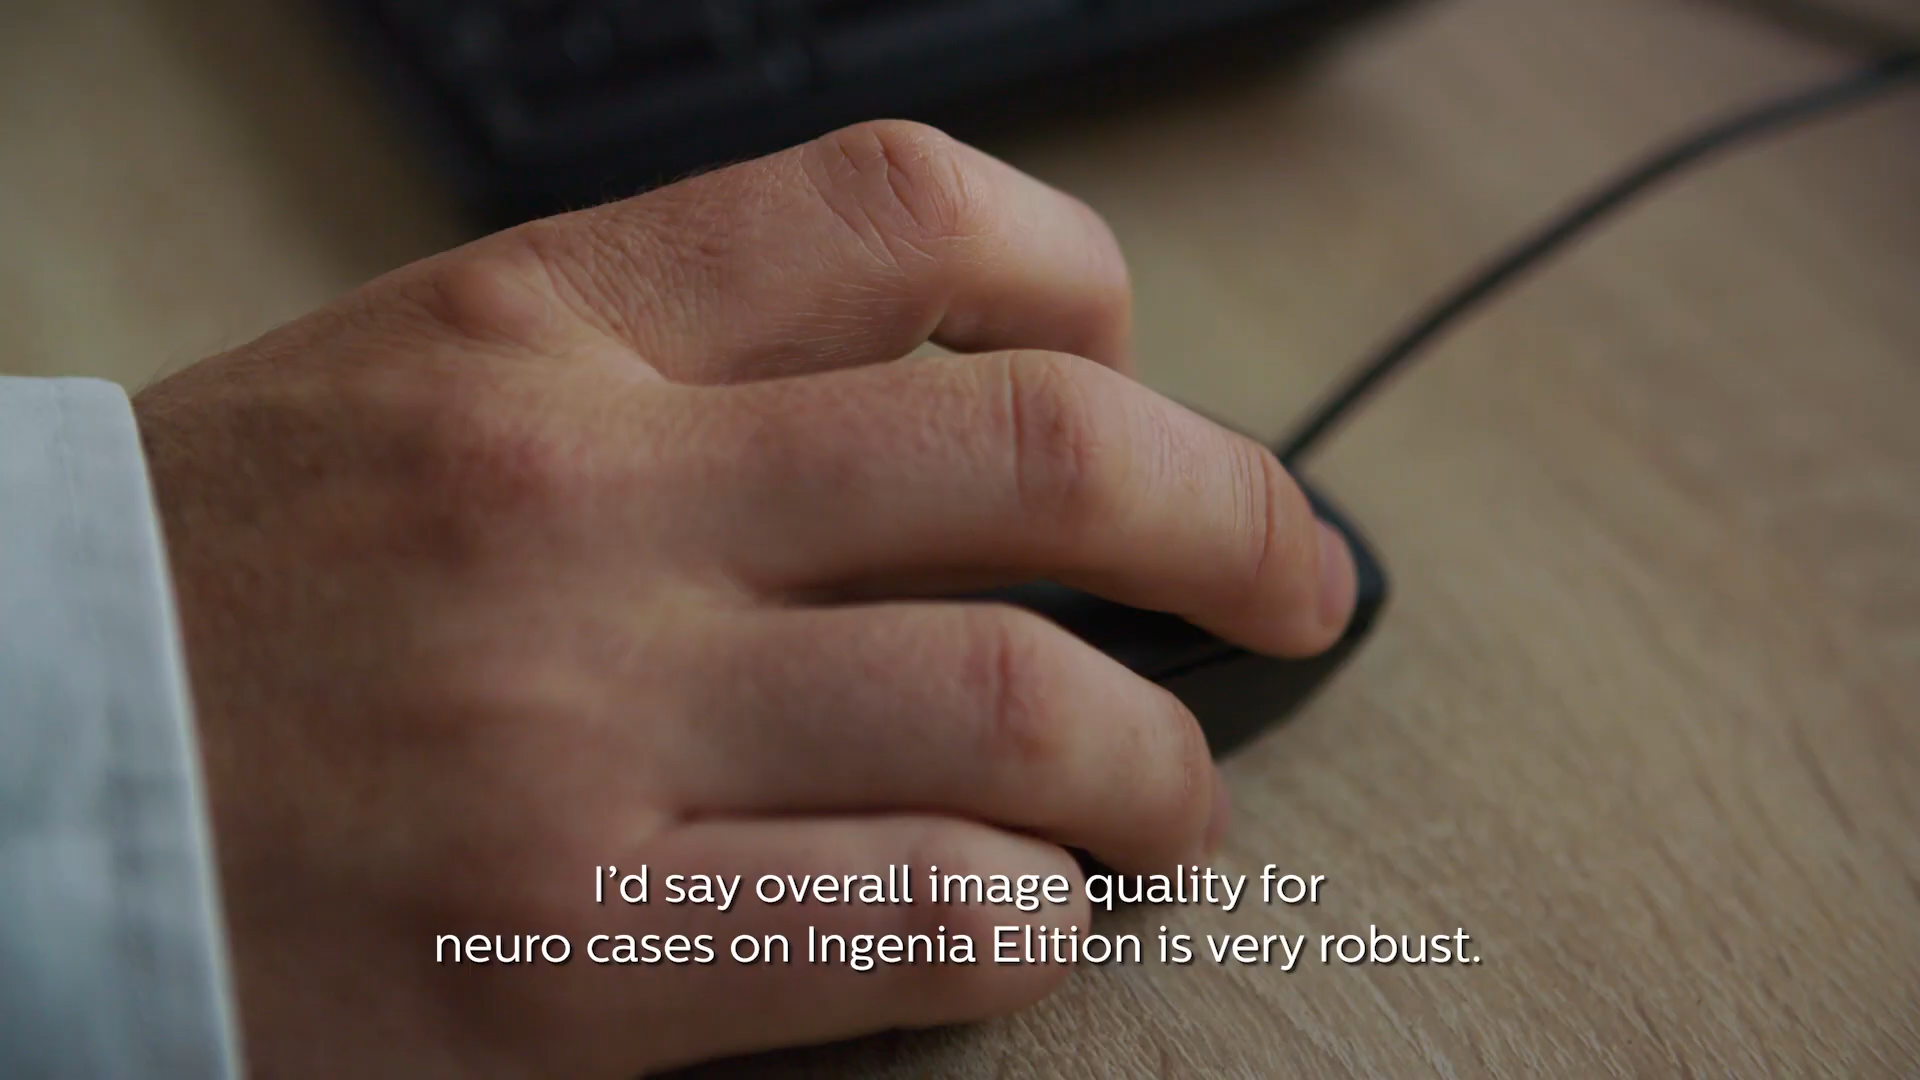 I’d say overall image quality for
neuro cases on Ingenia Elition is very robust.